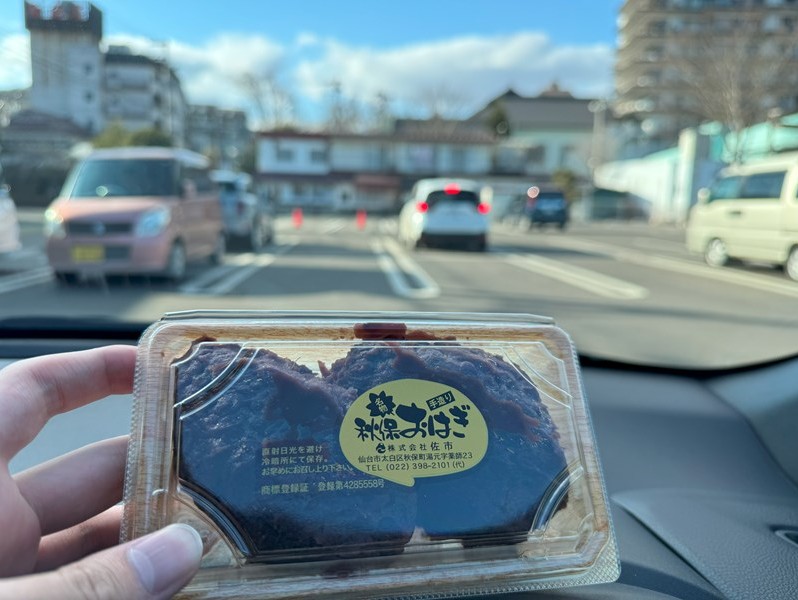 名物
手造り
秋保おはぎ
株式会社 佐市
仙台市太白区秋保町湯元字薬師23
TEL (022) 398-2101(代)
直射日光を避け
冷暗所にて保存。
お早めにお召し上り下さい。
商標登録証 登録第4285558号